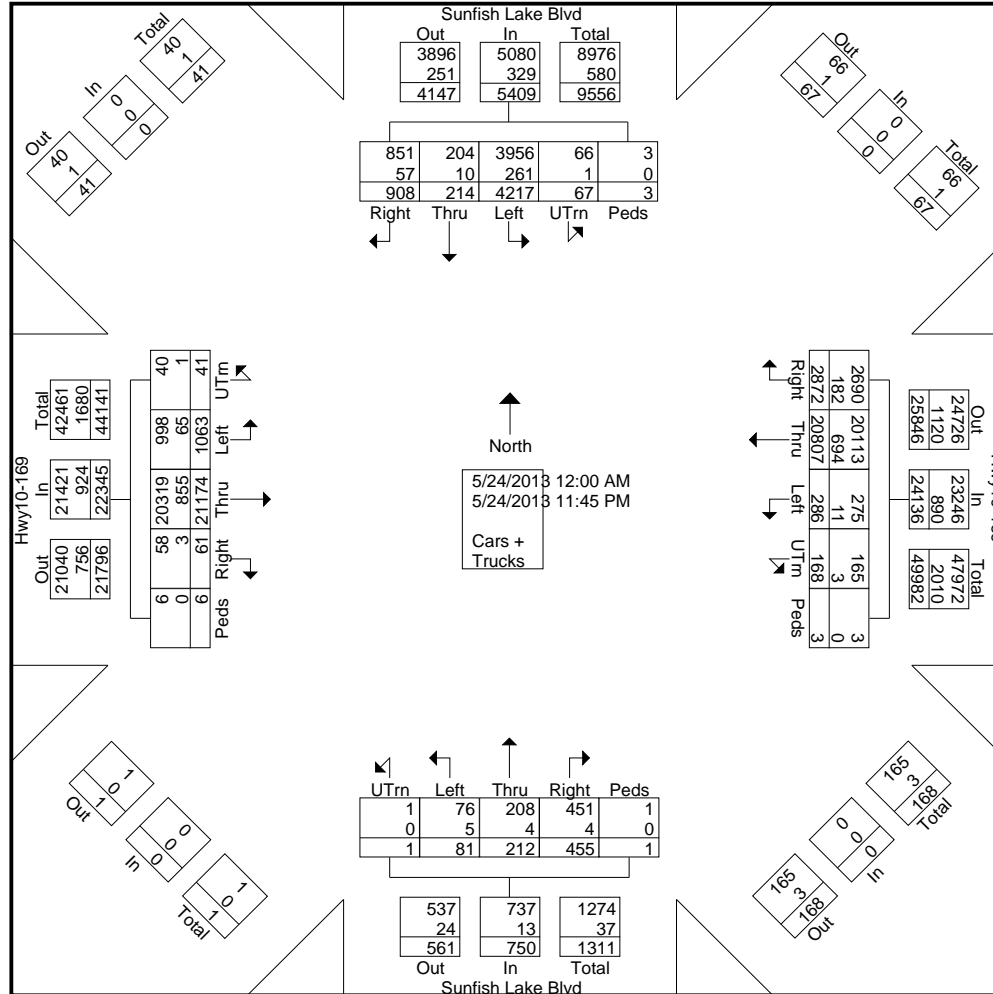 Sunfish Lake Blvd
Out In Total
3896 5080 8976
251 329 580
4147 5409 9556
851 204 3956 66 3
57 10 261 1 0
908 214 4217 67 3
Right Thru Left UTrn Peds
Total
40
1
41
In
0
0
0
Out
40
1
41
Out
66
1
67
In
0
0
0
Total
66
1
67
Hwy10-169
Total
42461
1680
44141
In
21421
924
22345
Out
21040
756
21796
40 1 41 UTrn
998 65 1063 Left
20319 855 21174 Thru
58 3 61 Right
6 0 6 Peds
North
5/24/2013 12:00 AM
5/24/2013 11:45 PM
Cars +
Trucks
Right 2872 182 2690
Thru 20807 694 20113
Left 286 11 275
UTrn 168 3 165
Peds 3 0 3
Out
24726
1120
25846
In
23246
890
24136
Total
47972
2010
49982
UTrn Left Thru Right Peds
1 76 208 451 1
0 5 4 4 0
1 81 212 455 1
537 737 1274
24 13 37
561 750 1311
Out In Total
Sunfish Lake Blvd
1
0
1
Out
0
0
0
In
1
0
1
Total
165
3
168
Total
0
0
0
In
165
3
168
Out